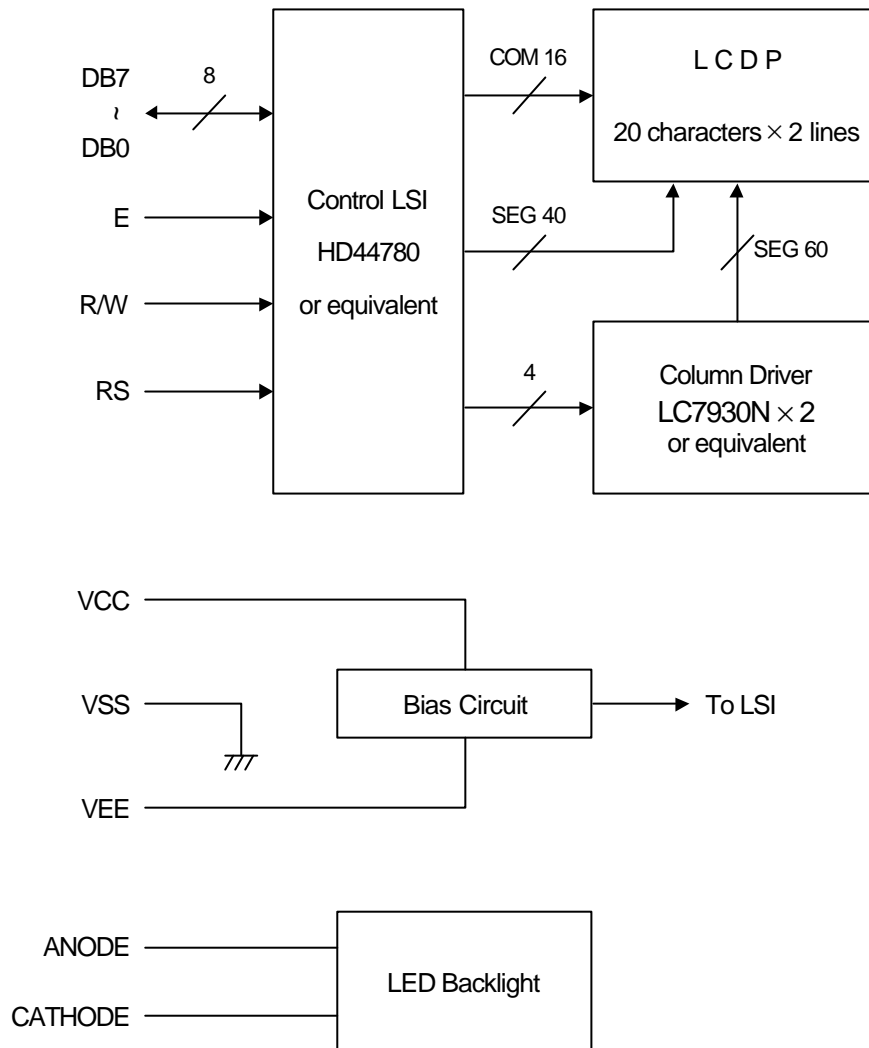 DB7
~
DB0
8
E
R/W
RS
Control LSI
HD44780
or equivalent
COM 16
SEG 40
4
L C D P
20 characters × 2 lines
SEG 60
Column Driver
LC7930N × 2
or equivalent
VCC
VSS
VEE
Bias Circuit
To LSI
ANODE
CATHODE
LED Backlight